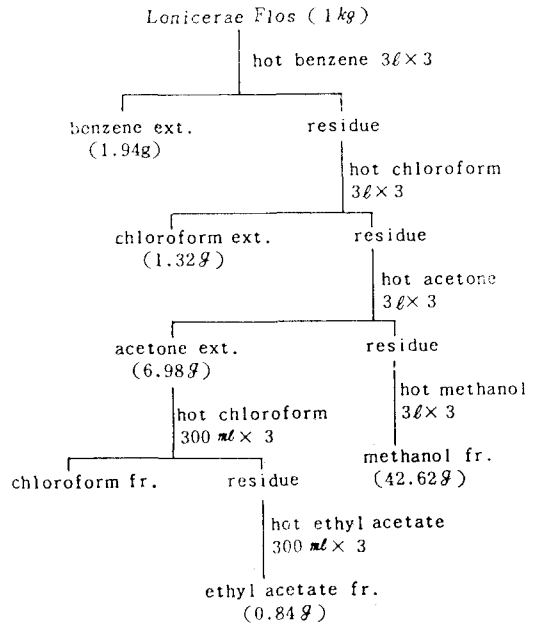 Lonicerae Flos (1kg)
hot benzene 3ℓ×3
benzene ext. residue
(1.94g)
hot chloroform
3ℓ×3
chloroform ext. residue
(1.32g)
hot acetone
3ℓ×3
acetone ext. residue
(6.98g)
hot methanol
3ℓ×3
hot chloroform
300 ml×3
methanol fr.
(42.62g)
chloroform fr. residue
hot ethyl acetate
300 ml×3
ethyl acetate fr.
(0.84g)